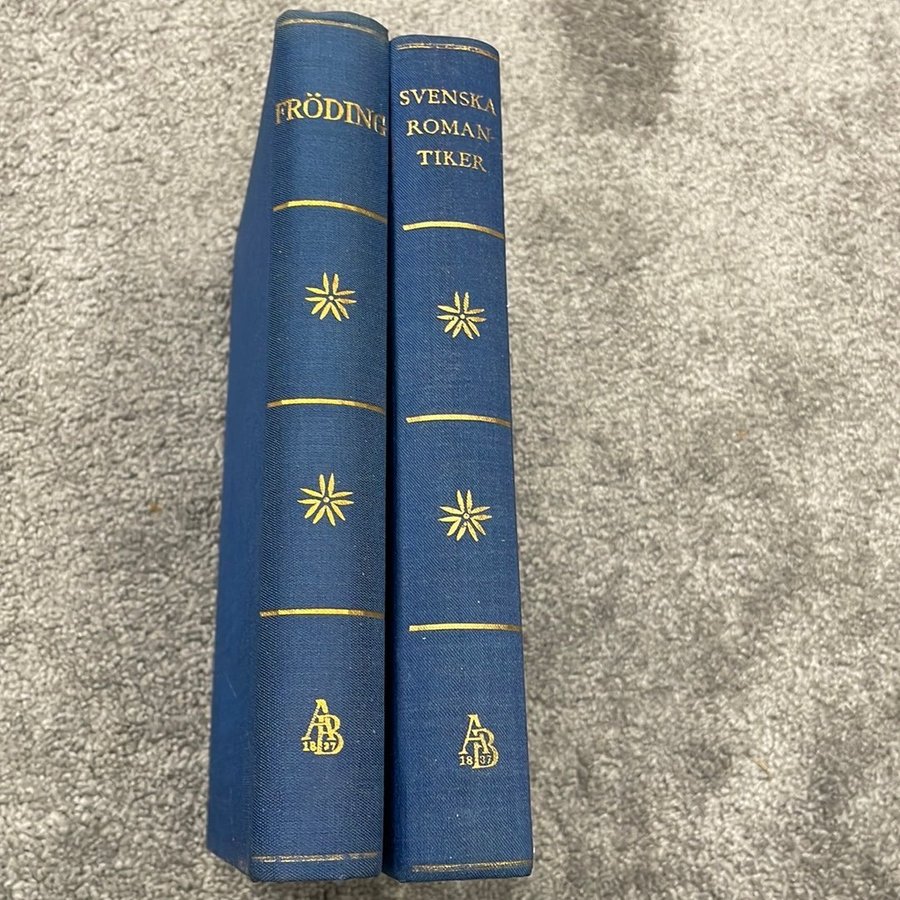 FRÖDING
AB
1837
SVENSKA
ROMAN-
TIKER
AB
1837